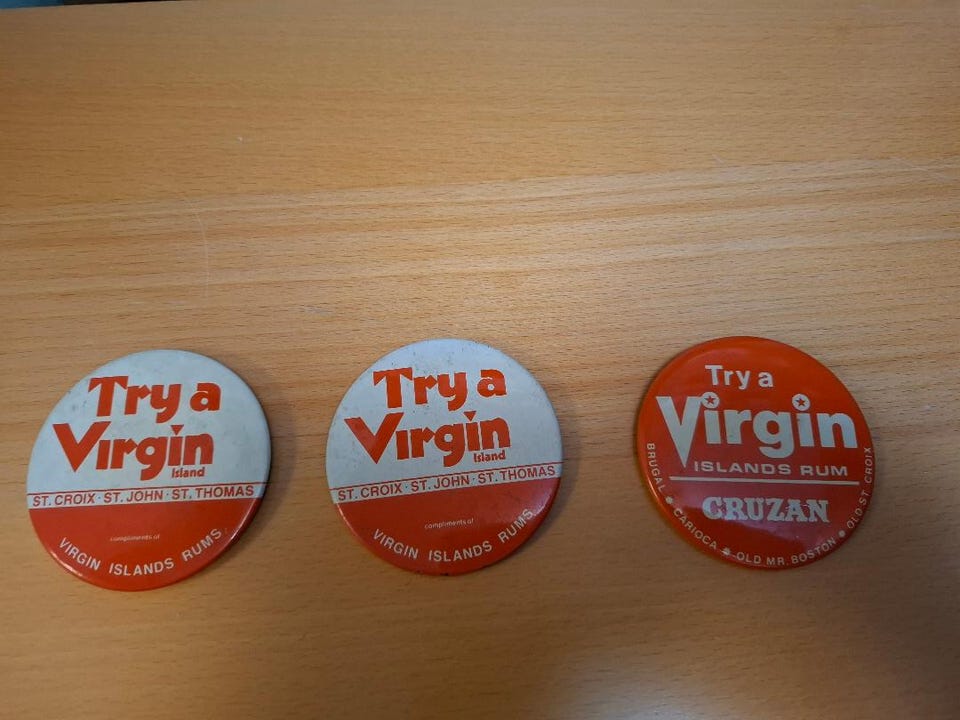 Try a
Virgin
Island
ST. CROIX · ST. JOHN · ST. THOMAS
compliments of
VIRGIN ISLANDS RUMS
Try a
Virgin
Island
ST. CROIX · ST. JOHN · ST. THOMAS
compliments of
VIRGIN ISLANDS RUMS
Try a
Virgin
ISLANDS RUM
CRUZAN
BRUGAL • CARIOCA • OLD MR. BOSTON • OLD ST. CROIX